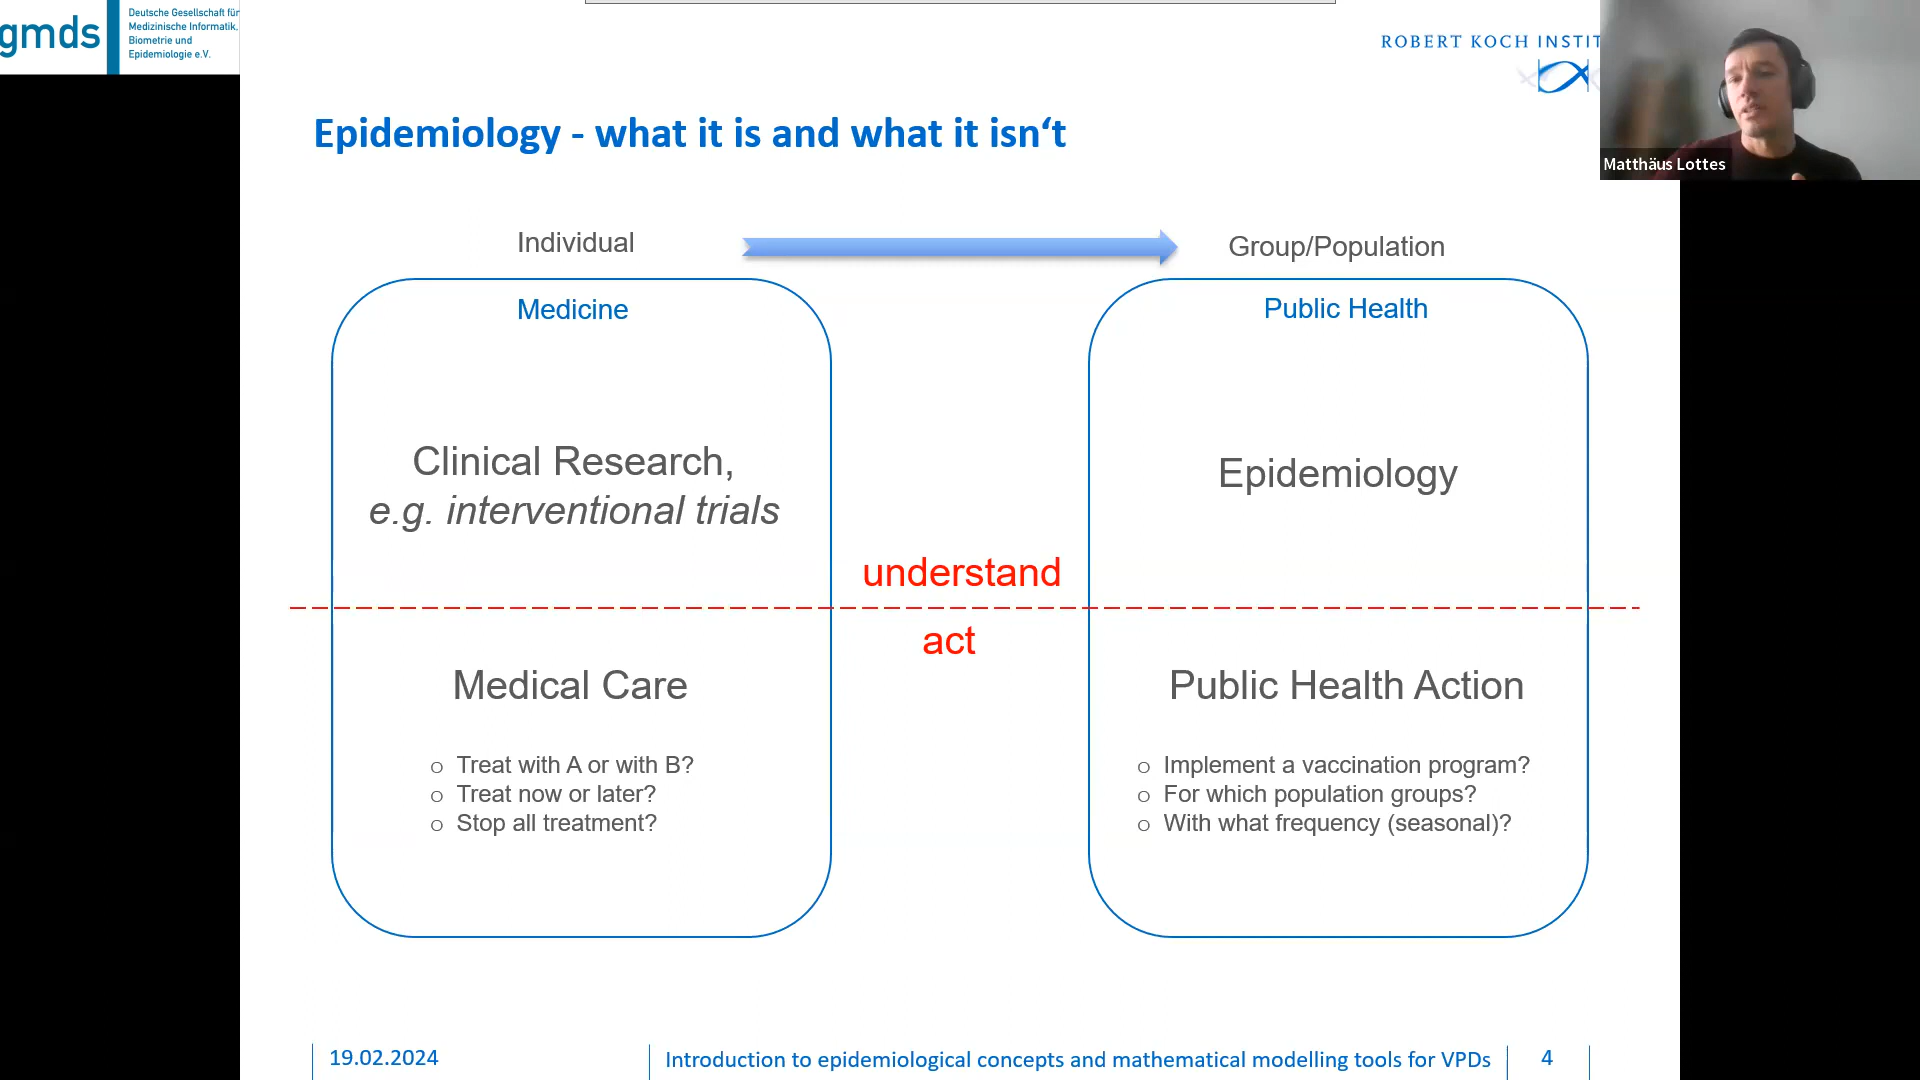 gmds
Deutsche Gesellschaft für
Medizinische Informatik,
Biometrie und
Epidemiologie e.V.
ROBERT KOCH INSTIT
Matthäus Lottes
Epidemiology - what it is and what it isn‘t
Individual
Group/Population
Medicine
Public Health
Clinical Research,
e.g. interventional trials
Epidemiology
understand
act
Medical Care
o Treat with A or with B?
o Treat now or later?
o Stop all treatment?
Public Health Action
o Implement a vaccination program?
o For which population groups?
o With what frequency (seasonal)?
19.02.2024
Introduction to epidemiological concepts and mathematical modelling tools for VPDs
4